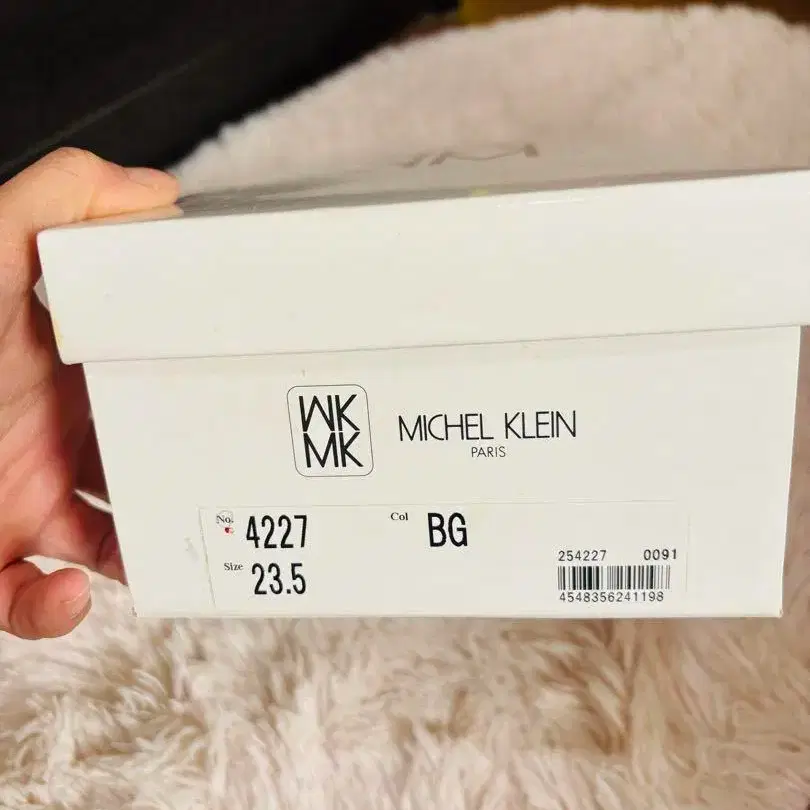 MK
MK
MICHEL KLEIN
PARIS
No. 4227 Col BG
Size 23.5
254227 0091
4548356241198